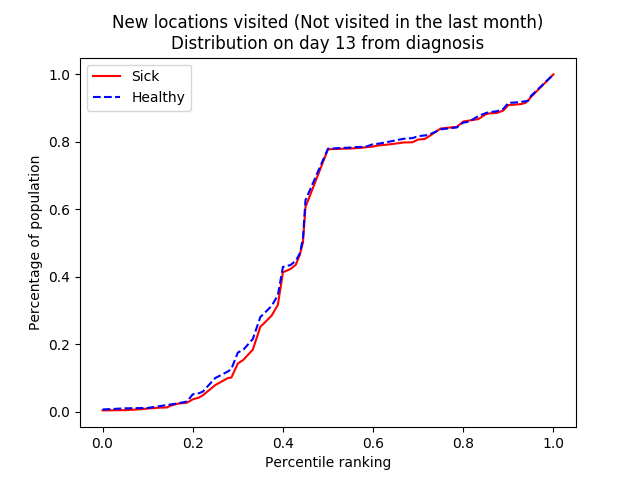 New locations visited (Not visited in the last month)
Distribution on day 13 from diagnosis
Sick
Healthy
Percentage of population
1.0
0.8
0.6
0.4
0.2
0.0
0.0 0.2 0.4 0.6 0.8 1.0
Percentile ranking